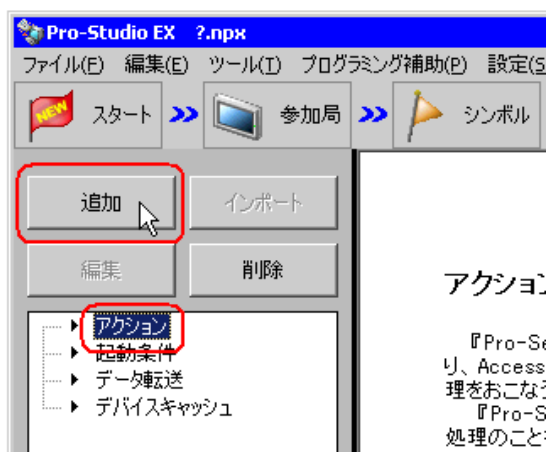 Pro-Studio EX ?.npx
ファイル(F) 編集(E) ツール(T) プログラミング補助(P) 設定(S
NEW スタート 参加局 シンボル
追加 インポート
編集 削除
アクション
起動条件
データ転送
デバイスキャッシュ
アクション
『Pro-Se
り、Access
理をおこな
『Pro-S
処理のこと